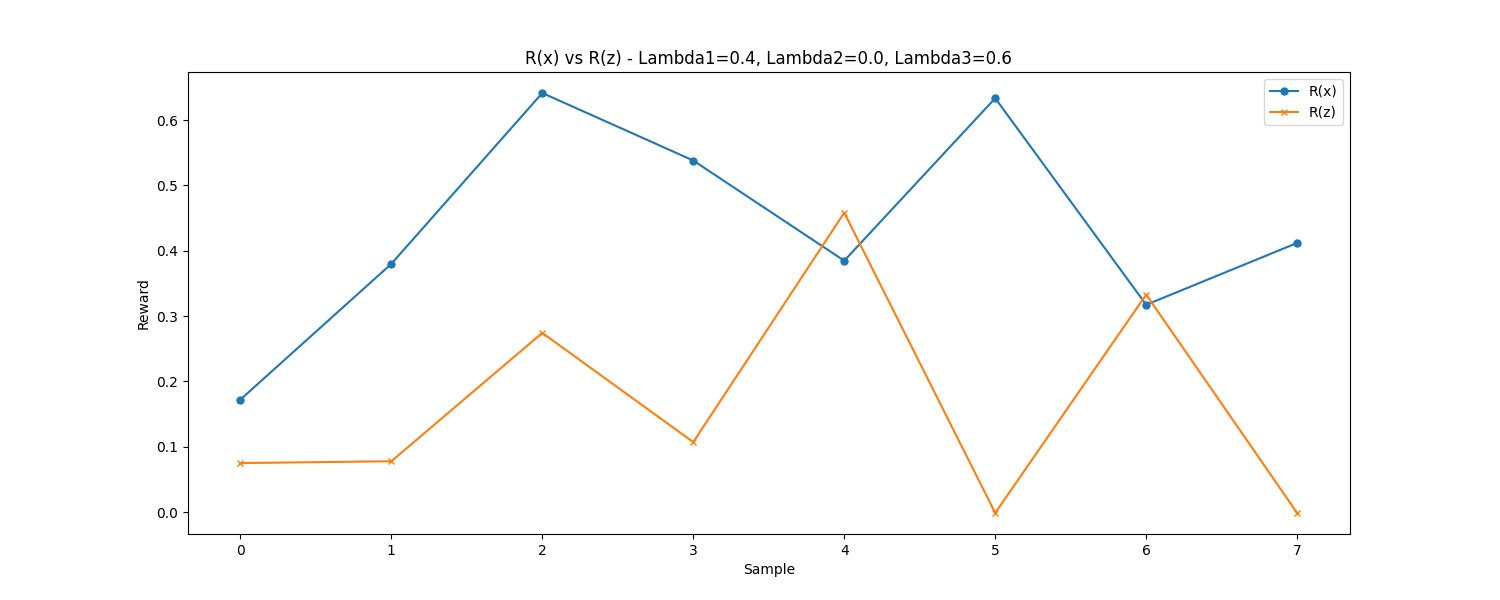 R(x) vs R(z) - Lambda1=0.4, Lambda2=0.0, Lambda3=0.6
R(x)
R(z)
0.6
0.5
0.4
0.3
0.2
0.1
0.0
Reward
0 1 2 3 4 5 6 7
Sample